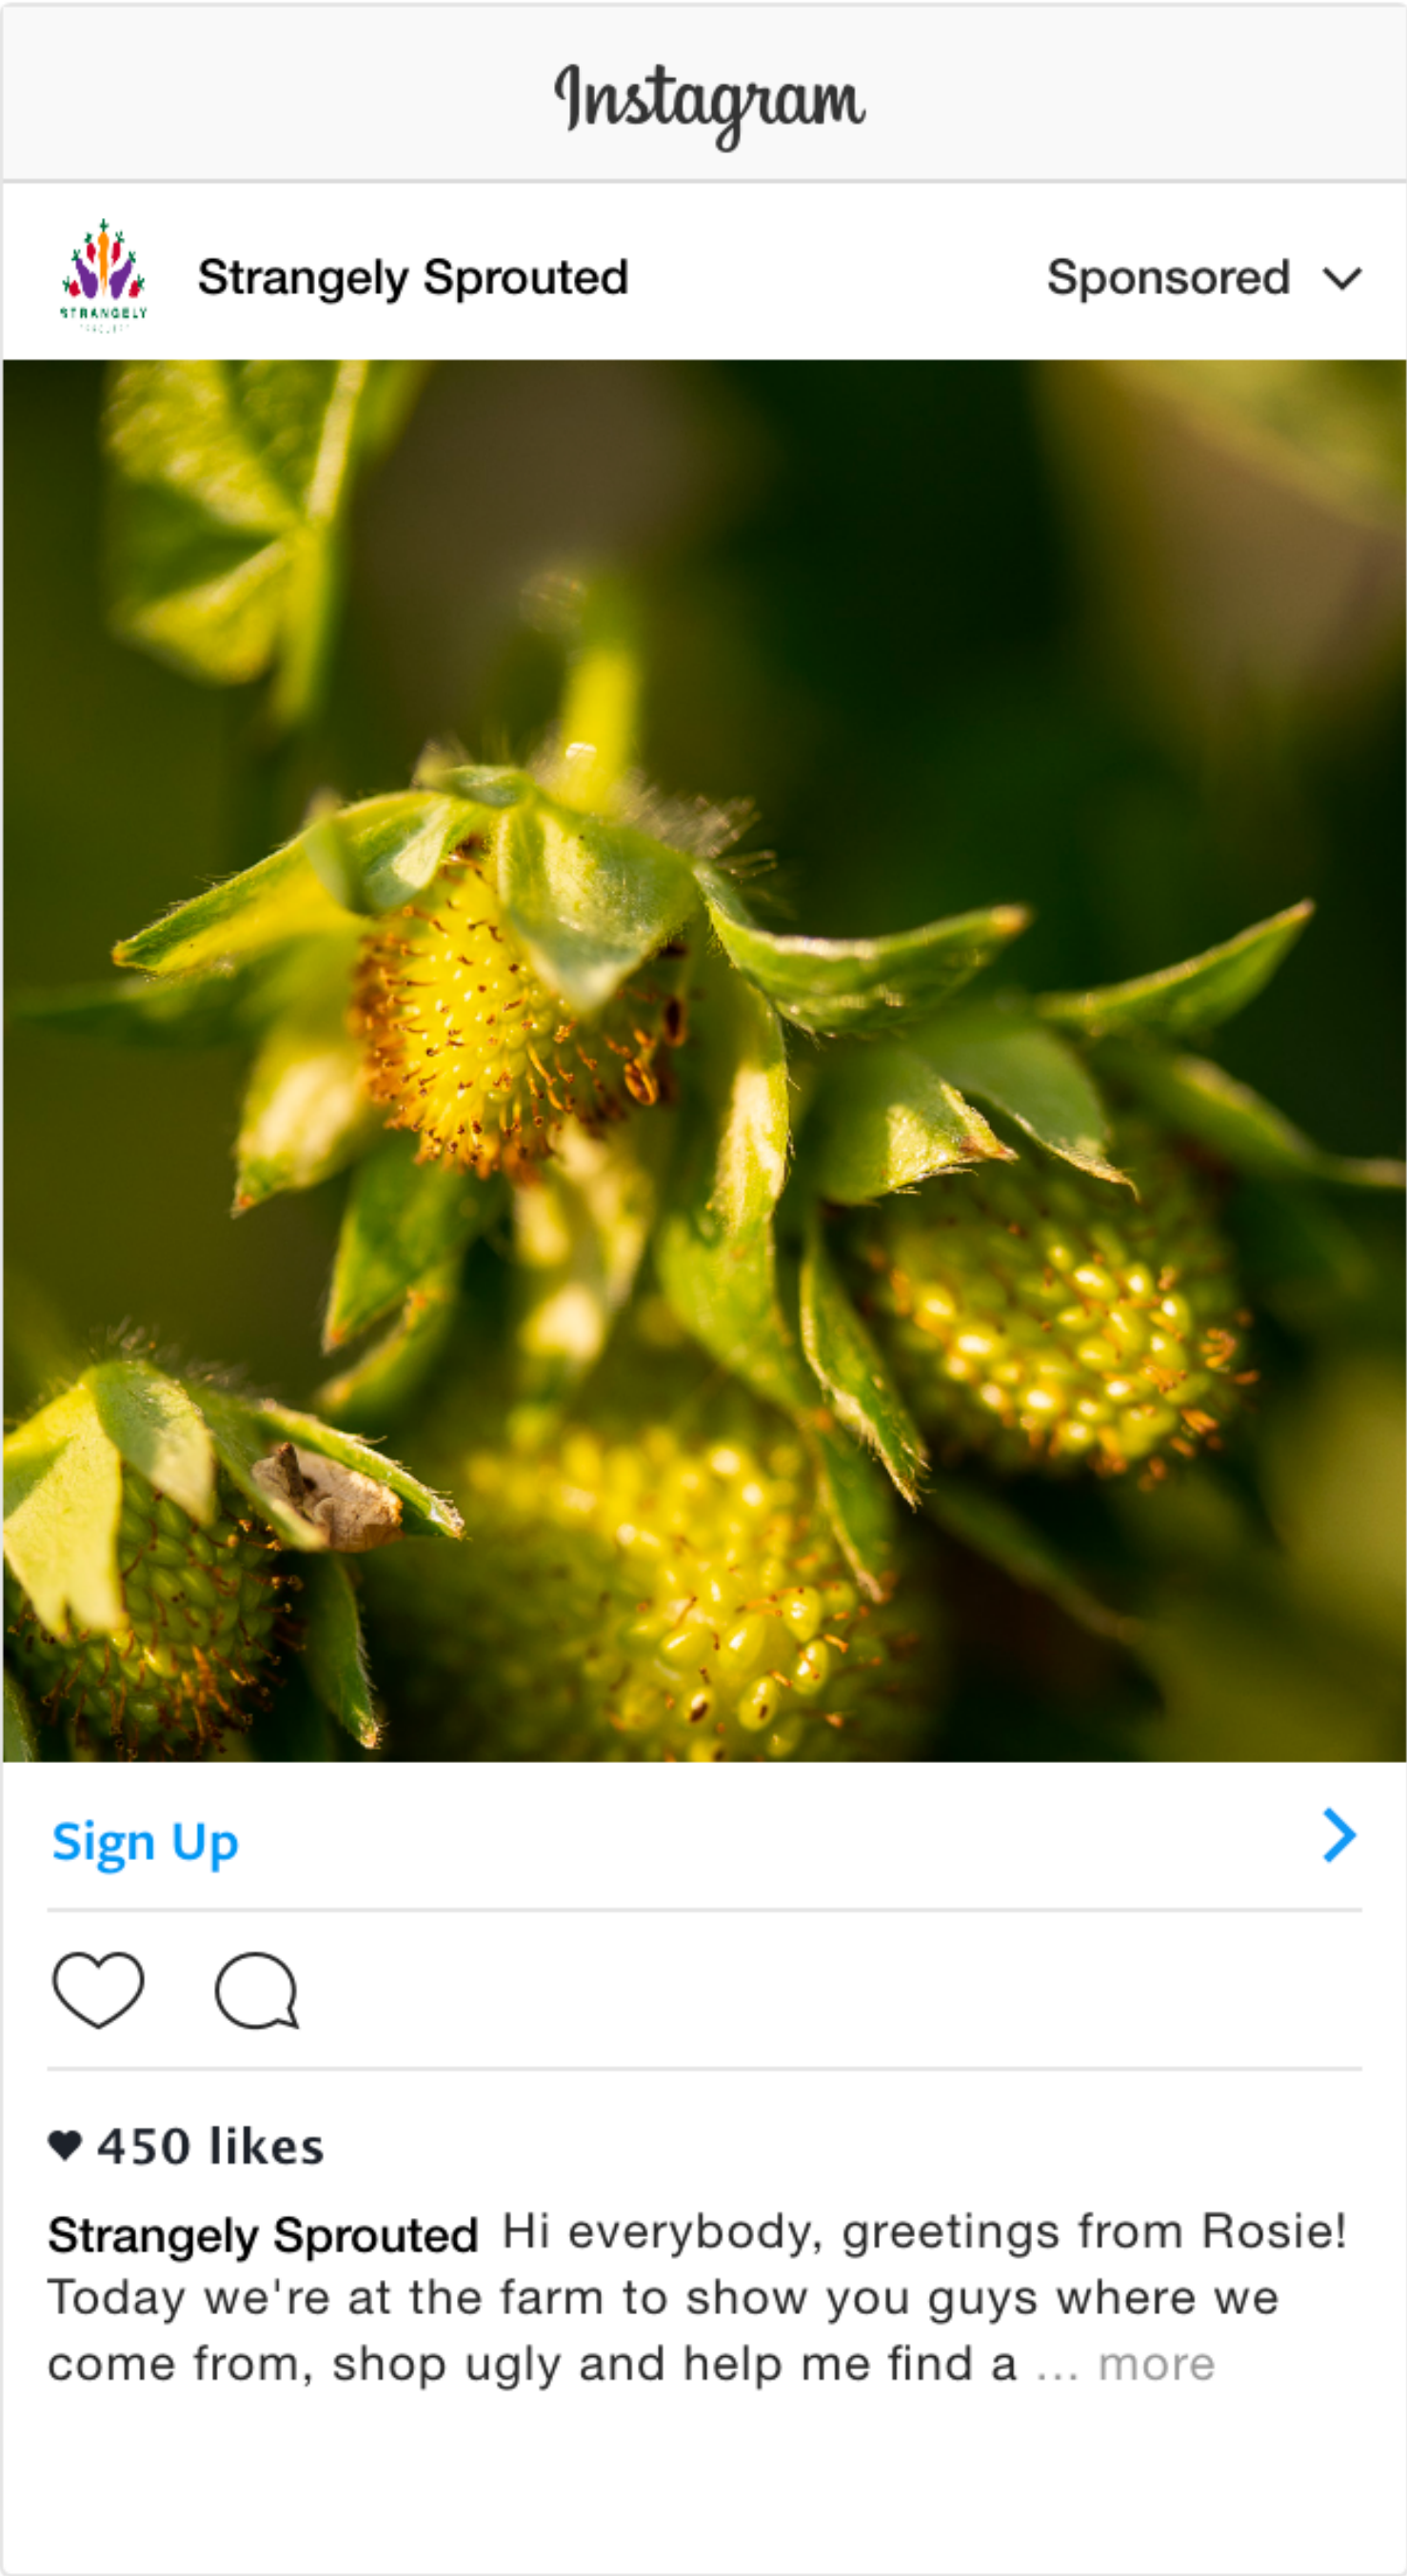 Instagram
Strangely Sprouted
Sponsored
STRANGELY
Sign Up
450 likes
Strangely Sprouted Hi everybody, greetings from Rosie!
Today we're at the farm to show you guys where we
come from, shop ugly and help me find a ... more